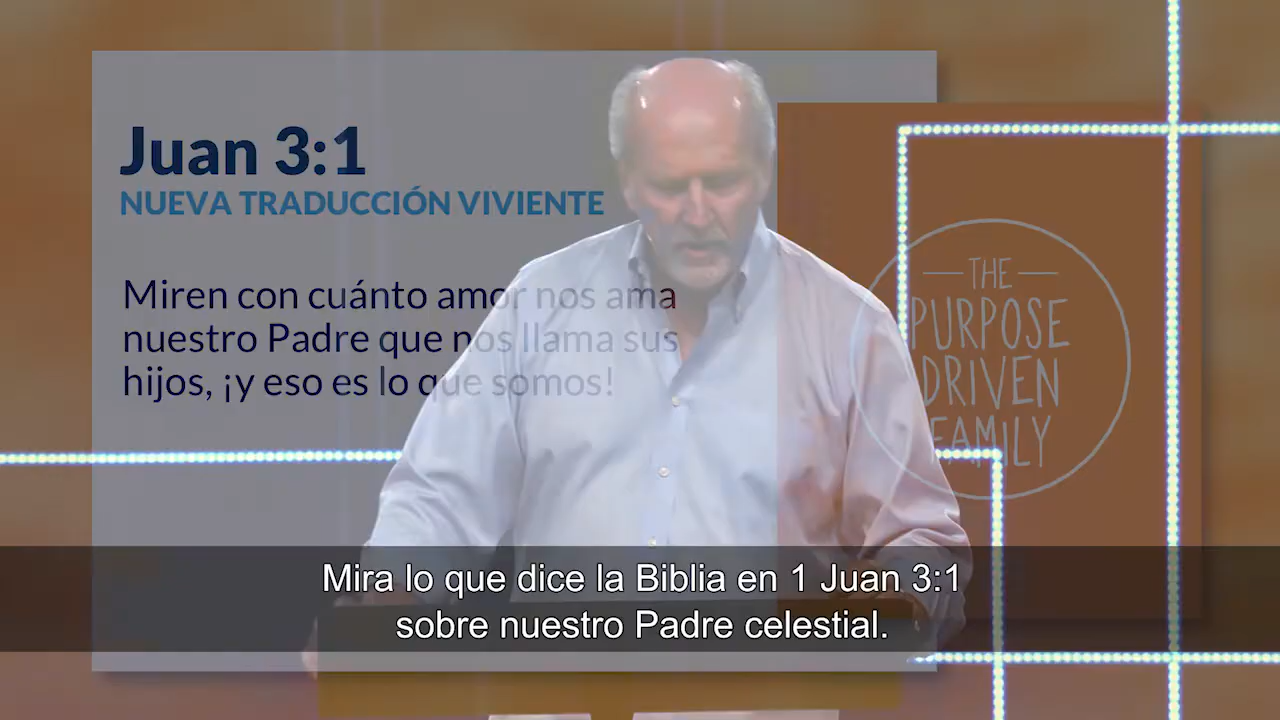 Juan 3:1
NUEVA TRADUCCIÓN VIVIENTE
Miren con cuánto amor nos ama
nuestro Padre que nos llama sus
hijos, ¡y eso es lo que somos!
THE
PURPOSE
DRIVEN
FAMILY
Mira lo que dice la Biblia en 1 Juan 3:1
sobre nuestro Padre celestial.